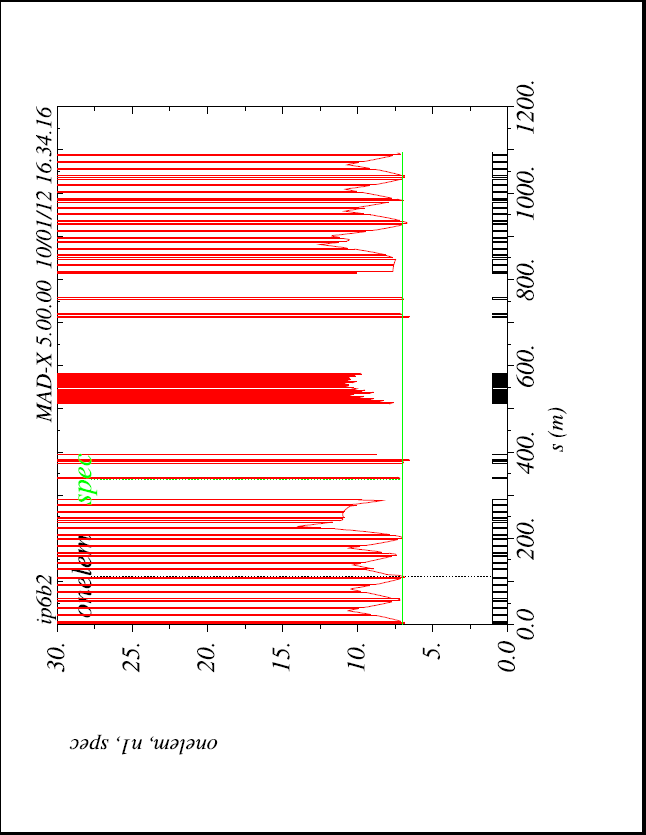 ip6b2 MAD-X 5.00.00 10/01/12 16.34.16
onelem spec
30.
25.
20.
15.
10.
5.
0.0
0.0 200. 400. 600. 800. 1000. 1200.
s (m)
onelem, n1, spec